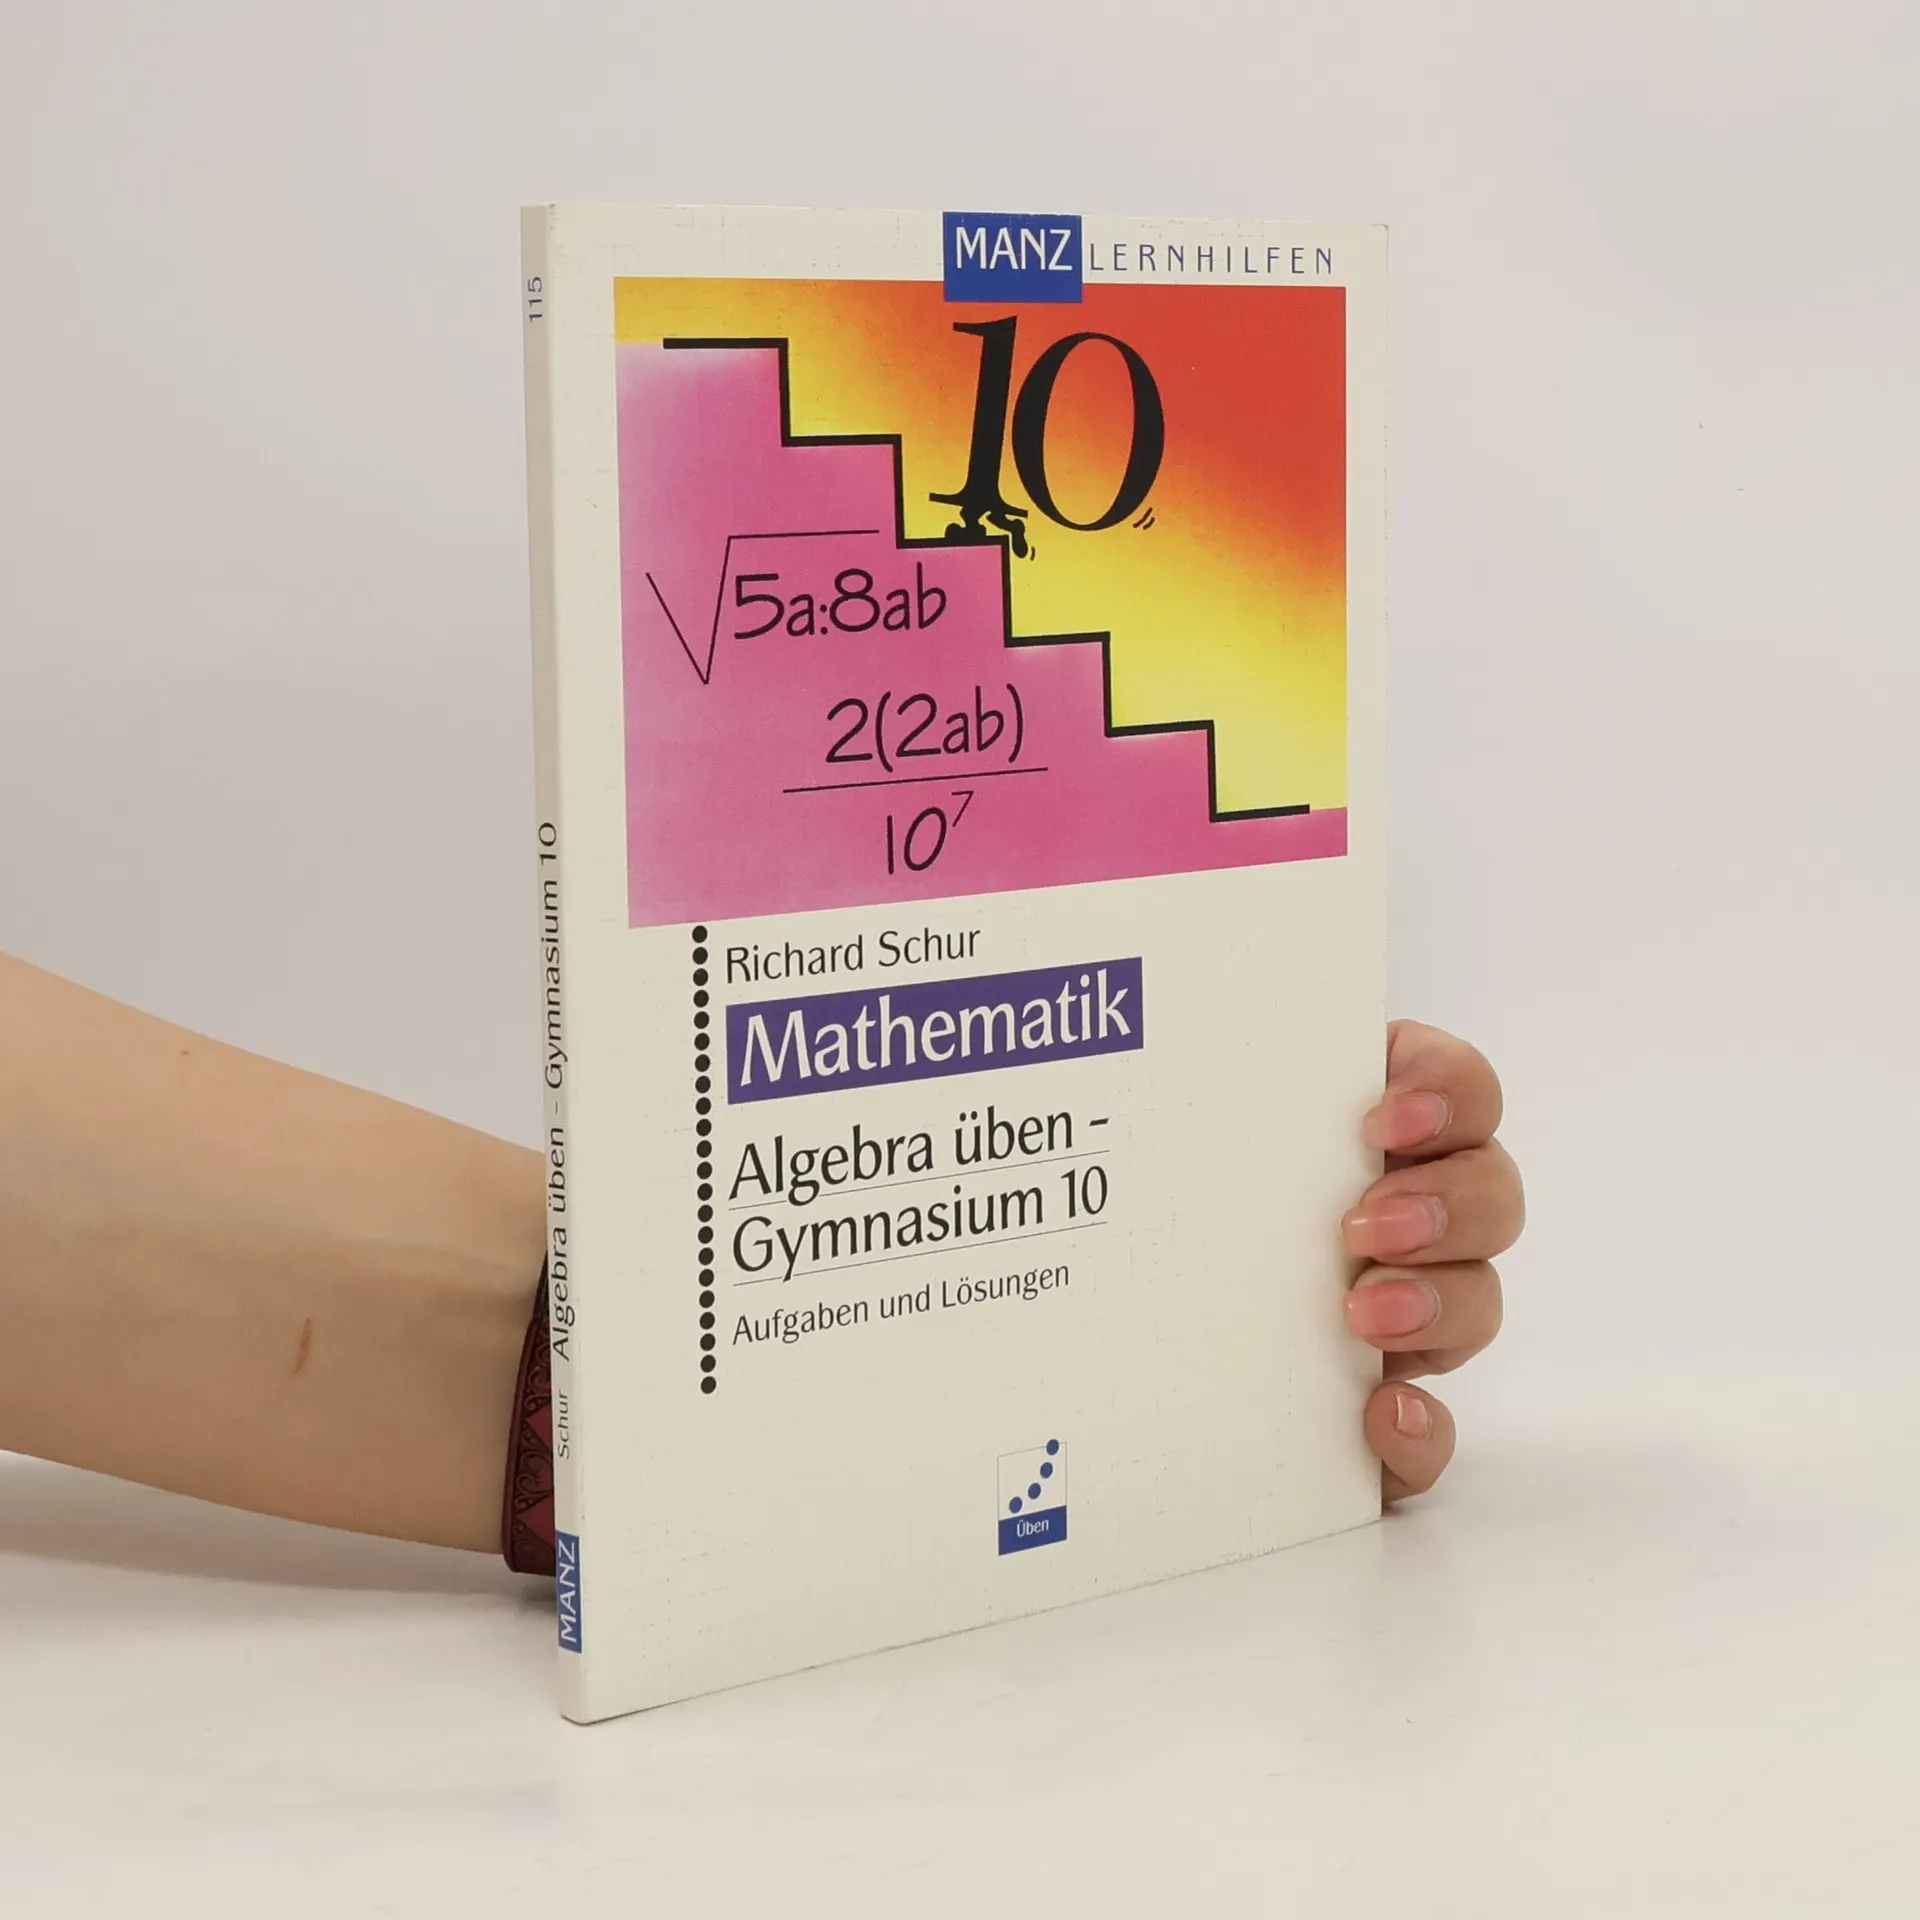 MANZ LERNHILFEN
10
√5a:8ab
2(2ab)
10⁷
Richard Schur
Mathematik
Algebra üben –
Gymnasium 10
Aufgaben und Lösungen
Üben
115
Schur Algebra üben – Gymnasium 10
MANZ